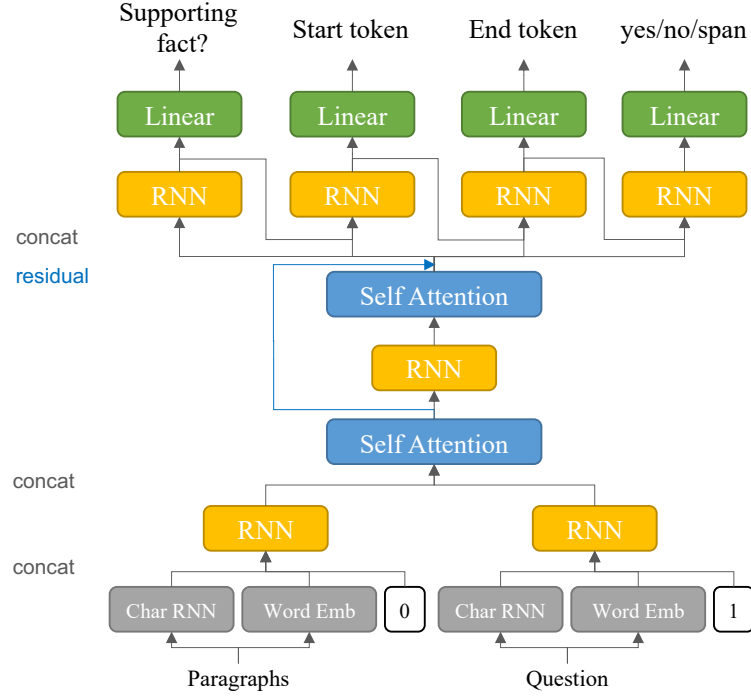 Supporting
fact?
Start token
End token
yes/no/span
Linear
Linear
Linear
Linear
RNN
RNN
RNN
RNN
concat
residual
Self Attention
RNN
Self Attention
concat
RNN
RNN
concat
Char RNN
Word Emb
0
Char RNN
Word Emb
1
Paragraphs
Question